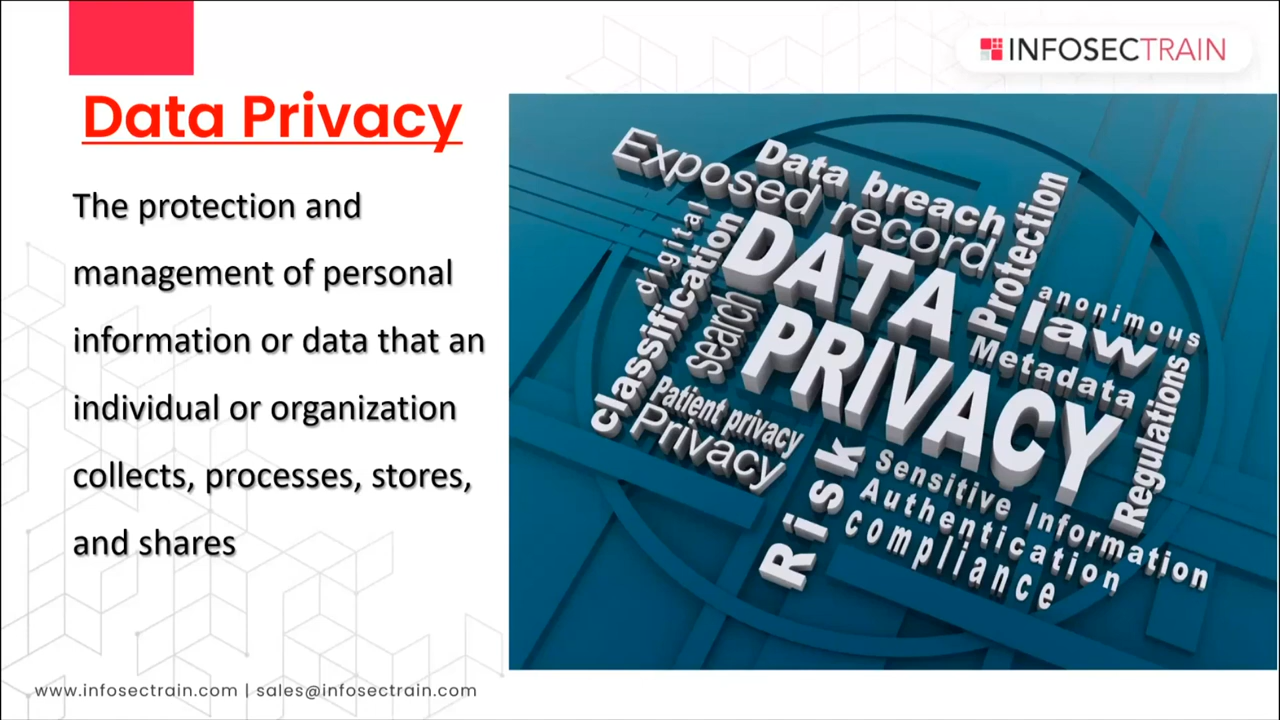 INFOSECTRAIN
Data Privacy
The protection and
management of personal
information or data that an
individual or organization
collects, processes, stores,
and shares
Exposed record
Data breach
digital
classification
Search
DATA
PRIVACY
Protection
anonimous
law
Metadata
Regulations
Patient privacy
Privacy
Risk
Sensitive Information
Authentication
compliance
www.infosectrain.com | sales@infosectrain.com